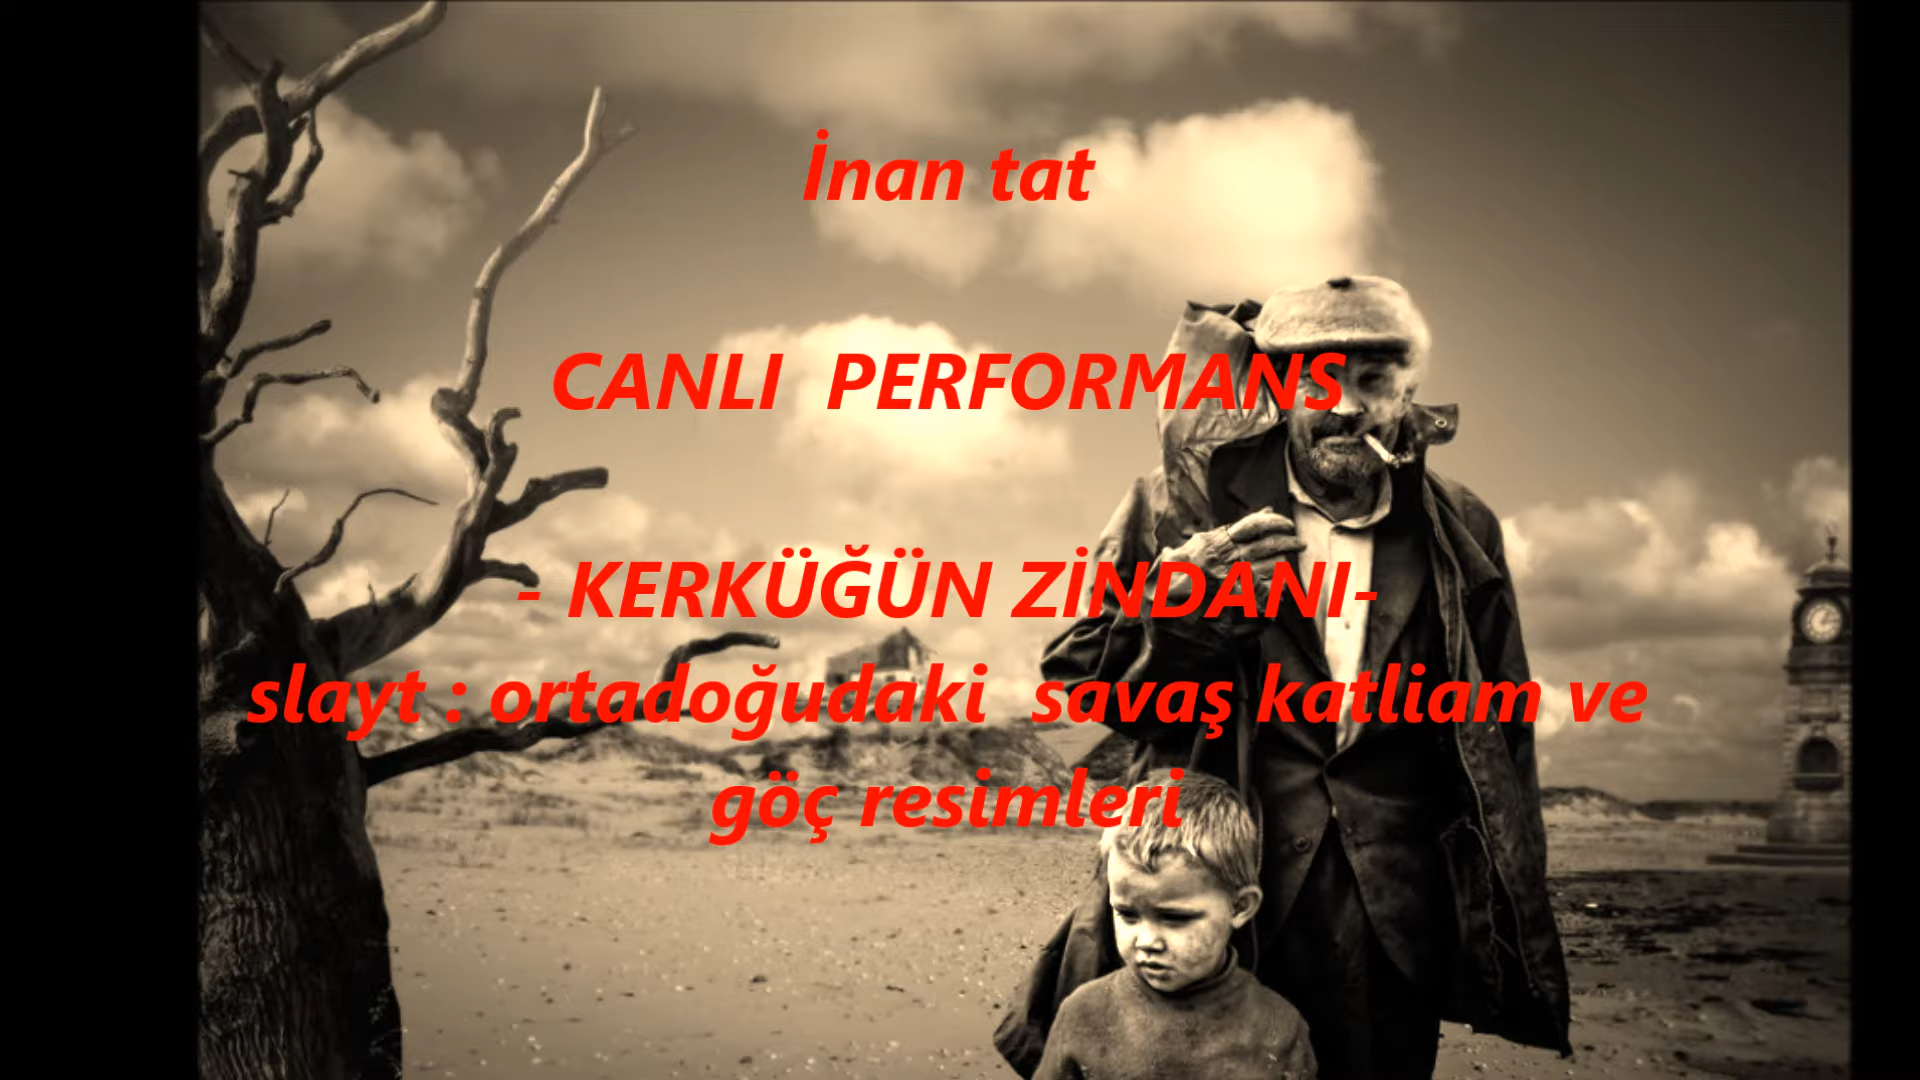 İnan tat
CANLI PERFORMANS
- KERKÜĞÜN ZİNDANI-
slayt : ortadoğudaki savaş katliam ve
göç resimleri